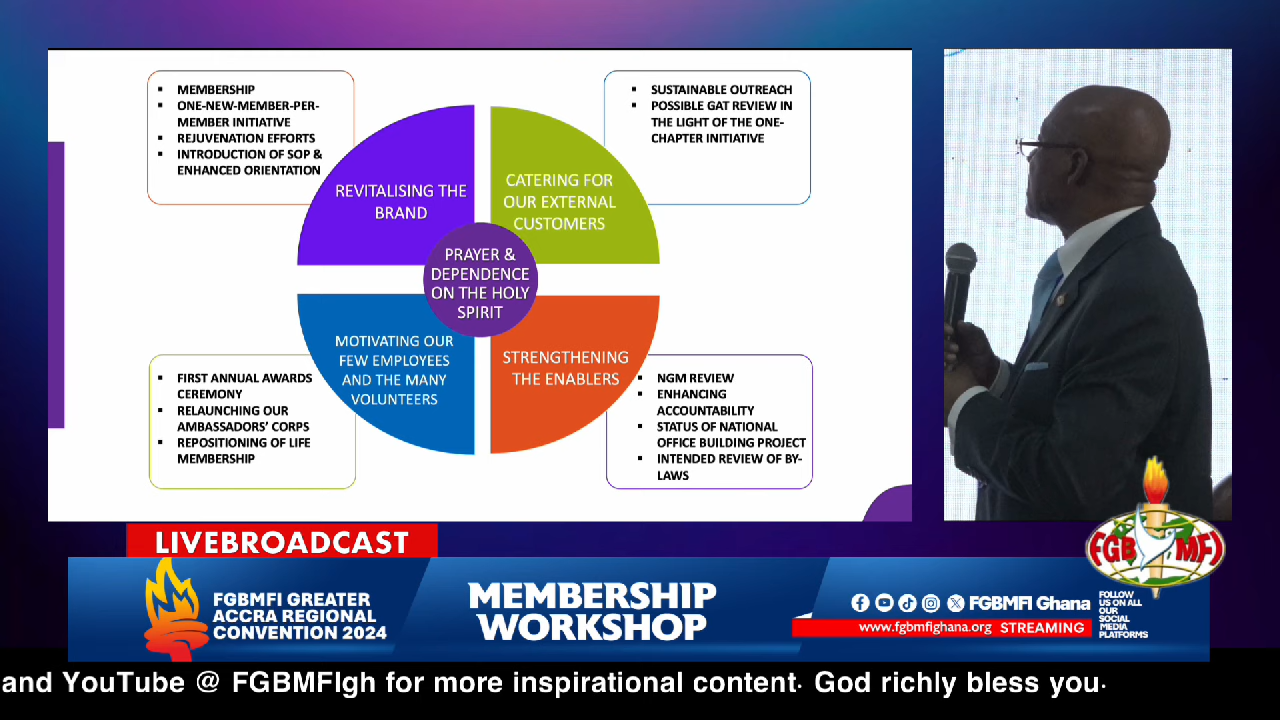 ▪ MEMBERSHIP
▪ ONE-NEW-MEMBER-PER-
MEMBER INITIATIVE
▪ REJUVENATION EFFORTS
▪ INTRODUCTION OF SOP &
ENHANCED ORIENTATION
▪ SUSTAINABLE OUTREACH
▪ POSSIBLE GAT REVIEW IN
THE LIGHT OF THE ONE-
CHAPTER INITIATIVE
REVITALISING THE
BRAND
CATERING FOR
OUR EXTERNAL
CUSTOMERS
PRAYER &
DEPENDENCE
ON THE HOLY
SPIRIT
MOTIVATING OUR
FEW EMPLOYEES
AND THE MANY
VOLUNTEERS
STRENGTHENING
THE ENABLERS
▪ FIRST ANNUAL AWARDS
CEREMONY
▪ RELAUNCHING OUR
AMBASSADORS' CORPS
▪ REPOSITIONING OF LIFE
MEMBERSHIP
▪ NGM REVIEW
▪ ENHANCING
ACCOUNTABILITY
▪ STATUS OF NATIONAL
OFFICE BUILDING PROJECT
▪ INTENDED REVIEW OF BY-
LAWS
LIVEBROADCAST
FGBMFI GREATER
ACCRA REGIONAL
CONVENTION 2024
MEMBERSHIP
WORKSHOP
FGBMFI Ghana
www.fgbmfighana.org STREAMING
FGB MFI
FOLLOW
US ON ALL
OUR
SOCIAL
MEDIA
PLATFORMS
and YouTube @ FGBMFIgh for more inspirational content. God richly bless you.